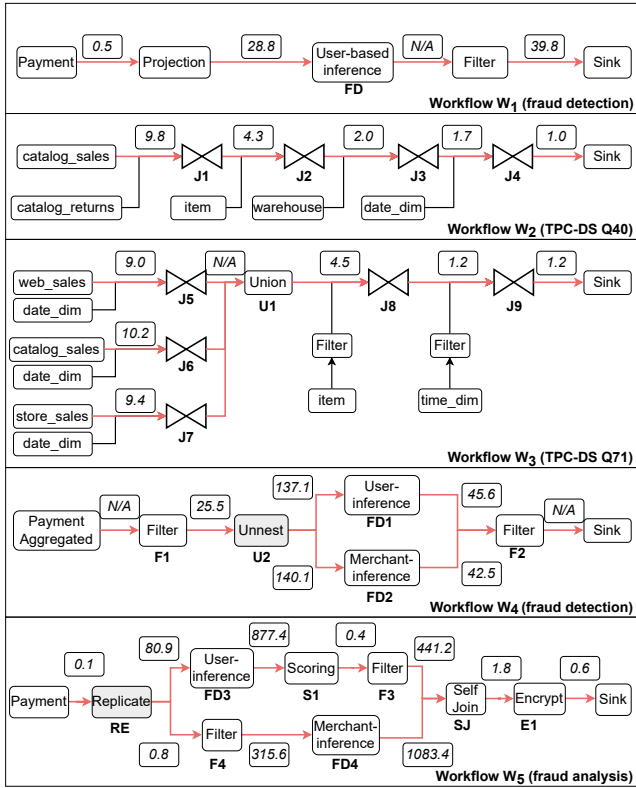 0.5
28.8
N/A
39.8
Payment
Projection
User-based
inference
Filter
Sink
FD
Workflow W1 (fraud detection)
9.8
4.3
2.0
1.7
1.0
catalog_sales
Sink
J1
J2
J3
J4
catalog_returns
item
warehouse
date_dim
Workflow W2 (TPC-DS Q40)
9.0
N/A
4.5
1.2
1.2
web_sales
Union
Sink
date_dim
J5
U1
J8
J9
10.2
catalog_sales
Filter
Filter
date_dim
J6
9.4
item
time_dim
store_sales
date_dim
J7
Workflow W3 (TPC-DS Q71)
137.1
User-
inference
45.6
N/A
25.5
FD1
N/A
Payment
Aggregated
Filter
Unnest
Filter
Sink
F1
U2
F2
140.1
Merchant-
inference
42.5
FD2
Workflow W4 (fraud detection)
80.9
877.4
0.4
441.2
0.1
User-
inference
Scoring
Filter
1.8
0.6
FD3
S1
F3
Payment
Replicate
Self
Join
Encrypt
Sink
RE
SJ
E1
Filter
Merchant-
inference
0.8
F4
315.6
FD4
1083.4
Workflow W5 (fraud analysis)